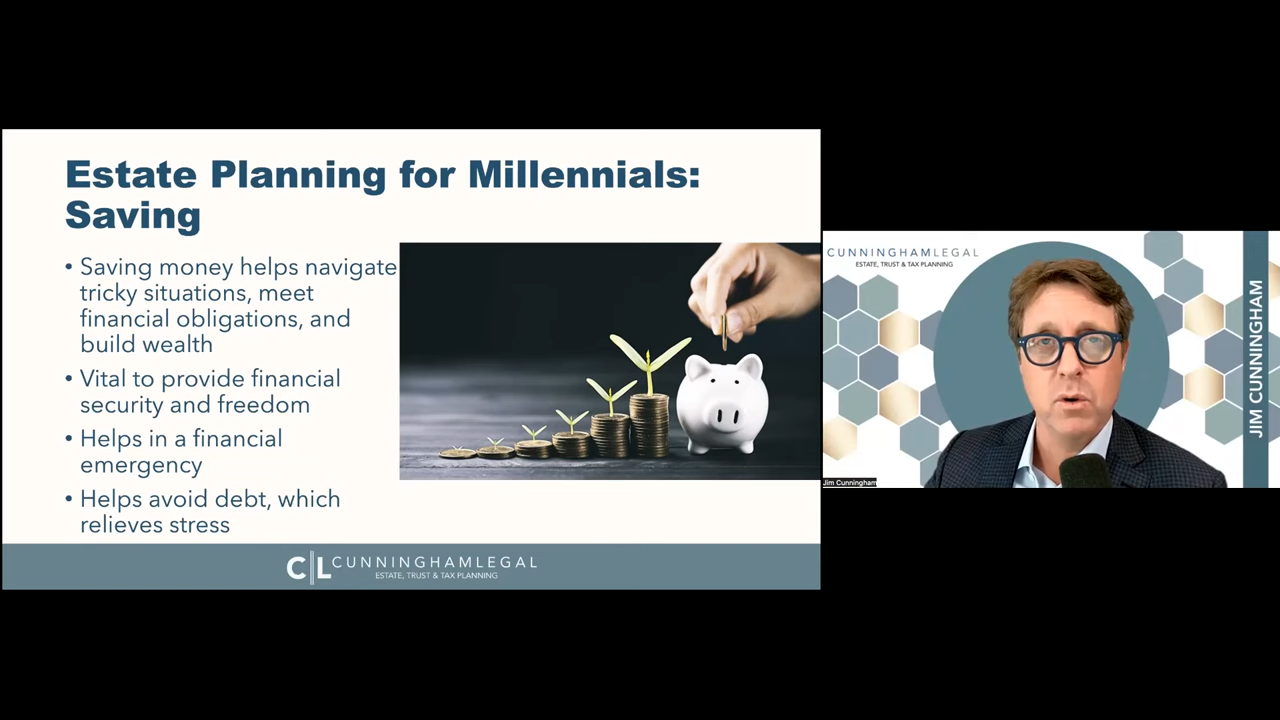 Estate Planning for Millennials:
Saving
• Saving money helps navigate
tricky situations, meet
financial obligations, and
build wealth
• Vital to provide financial
security and freedom
• Helps in a financial
emergency
• Helps avoid debt, which
relieves stress
CL CUNNINGHAMLEGAL
ESTATE, TRUST & TAX PLANNING
CUNNINGHAMLEGAL
ESTATE, TRUST & TAX PLANNING
JIM CUNNINGHAM
Jim Cunningham